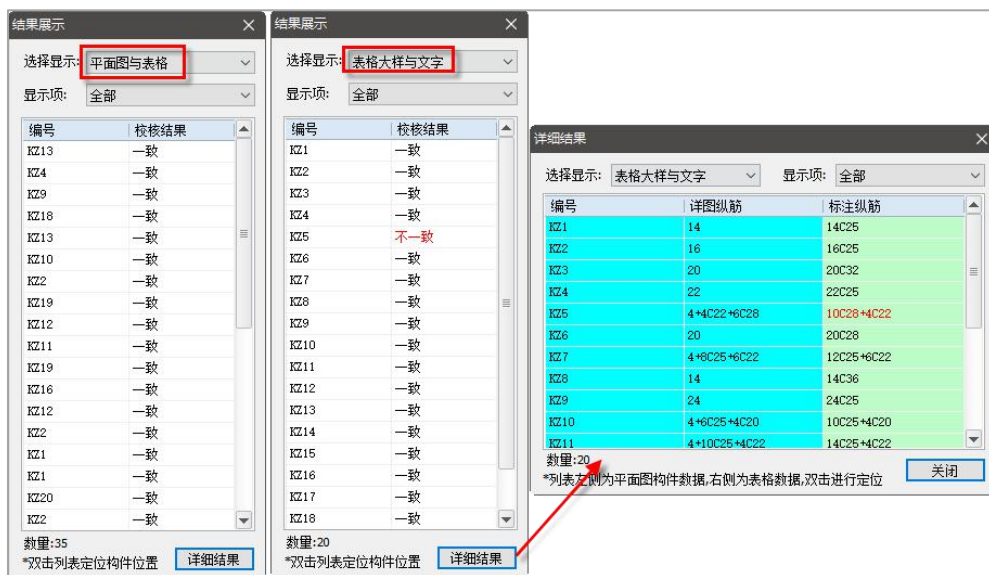 结果展示
选择显示: 平面图与表格
显示项: 全部
编号 校核结果
KZ13 一致
KZ4 一致
KZ9 一致
KZ18 一致
KZ13 一致
KZ10 一致
KZ2 一致
KZ19 一致
KZ12 一致
KZ11 一致
KZ19 一致
KZ16 一致
KZ12 一致
KZ2 一致
KZ1 一致
KZ1 一致
KZ20 一致
KZ2 一致
数量:35
*双击列表定位构件位置 详细结果
结果展示
选择显示: 表格大样与文字
显示项: 全部
编号 校核结果
KZ1 一致
KZ2 一致
KZ3 一致
KZ4 一致
KZ5 不一致
KZ6 一致
KZ7 一致
KZ8 一致
KZ9 一致
KZ10 一致
KZ11 一致
KZ12 一致
KZ13 一致
KZ14 一致
KZ15 一致
KZ16 一致
KZ17 一致
KZ18 一致
数量:20
*双击列表定位构件位置 详细结果
详细结果
选择显示: 表格大样与文字 显示项: 全部
编号 详图纵筋 标注纵筋
KZ1 14 14C25
KZ2 16 16C25
KZ3 20 20C32
KZ4 22 22C25
KZ5 4+4C22+6C28 10C28+4C22
KZ6 20 20C28
KZ7 4+8C25+6C22 12C25+6C22
KZ8 14 14C36
KZ9 24 24C25
KZ10 4+6C25+4C20 10C25+4C20
KZ11 4+10C25+4C22 14C25+4C22
数量:20
*列表左侧为平面图构件数据,右侧为表格数据,双击进行定位 关闭